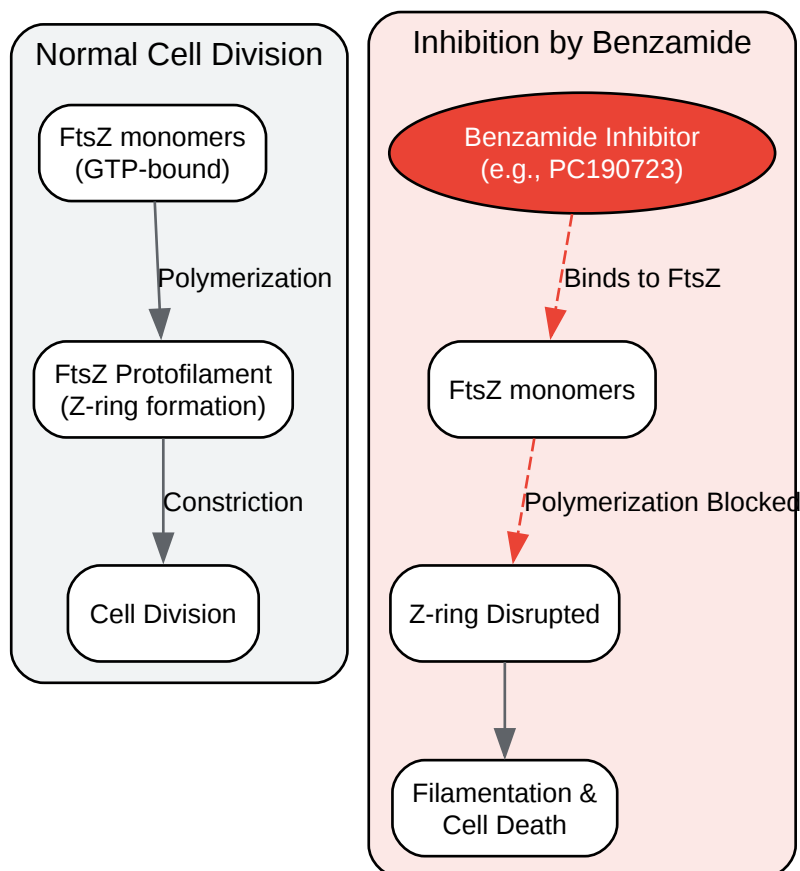 Normal Cell Division
FtsZ monomers
(GTP-bound)
Polymerization
FtsZ Protofilament
(Z-ring formation)
Constriction
Cell Division
Inhibition by Benzamide
Benzamide Inhibitor
(e.g., PC190723)
Binds to FtsZ
FtsZ monomers
Polymerization Blocked
Z-ring Disrupted
Filamentation &
Cell Death